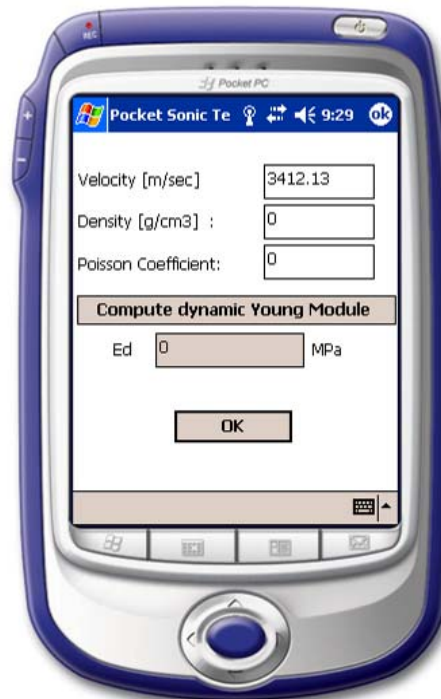 REC
Pocket PC
Pocket Sonic Te 9:29 ok
Velocity [m/sec] 3412.13
Density [g/cm3] : 0
Poisson Coefficient: 0
Compute dynamic Young Module
Ed 0 MPa
OK